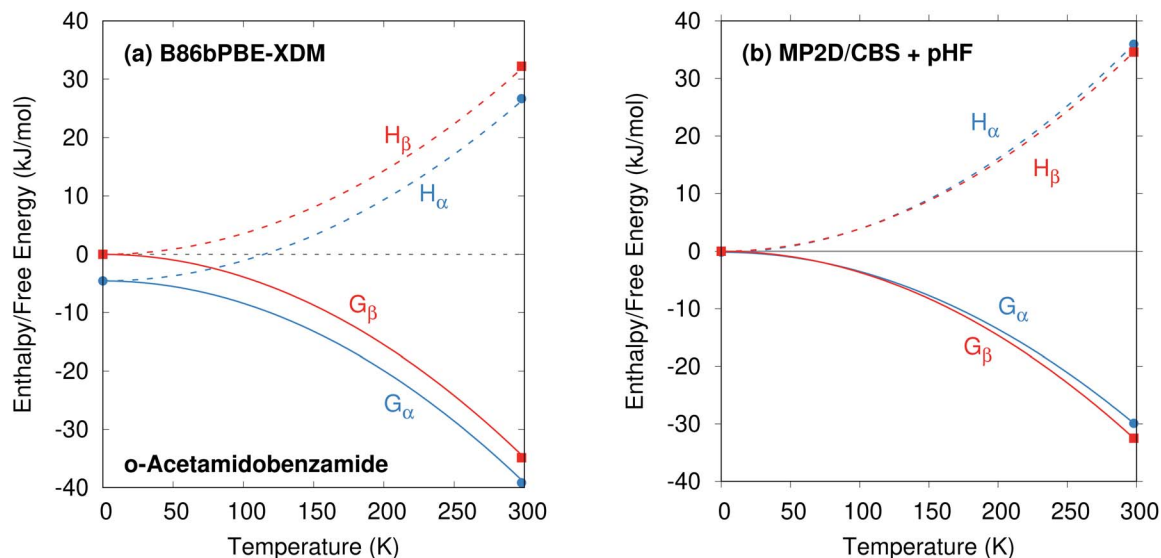 (a) B86bPBE-XDM
Enthalpy/Free Energy (kJ/mol)
40
30
20
10
0
-10
-20
-30
-40
Hβ
Hα
Gβ
Gα
o-Acetamidobenzamide
0 50 100 150 200 250 300
Temperature (K)
(b) MP2D/CBS + pHF
Enthalpy/Free Energy (kJ/mol)
40
30
20
10
0
-10
-20
-30
-40
Hα
Hβ
Gα
Gβ
0 50 100 150 200 250 300
Temperature (K)